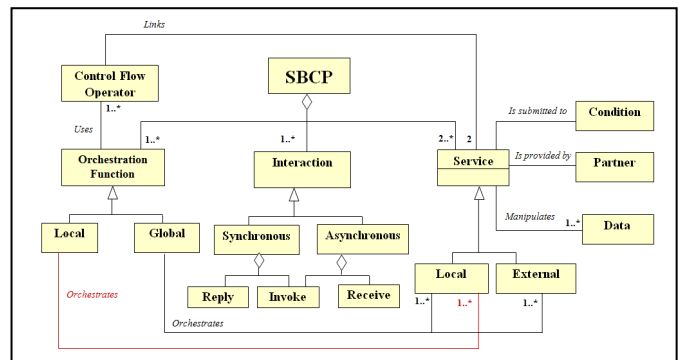 Links
SBCP
Control Flow
Operator
1..*
Uses
1..*
1..*
2..*
2
Is submitted to
Condition
Orchestration
Function
Interaction
Service
Is provided by
Partner
Manipulates
1..*
Data
Local
Global
Synchronous
Asynchronous
Local
External
Reply
Invoke
Receive
Orchestrates
1..*
1..*
1..*
Orchestrates